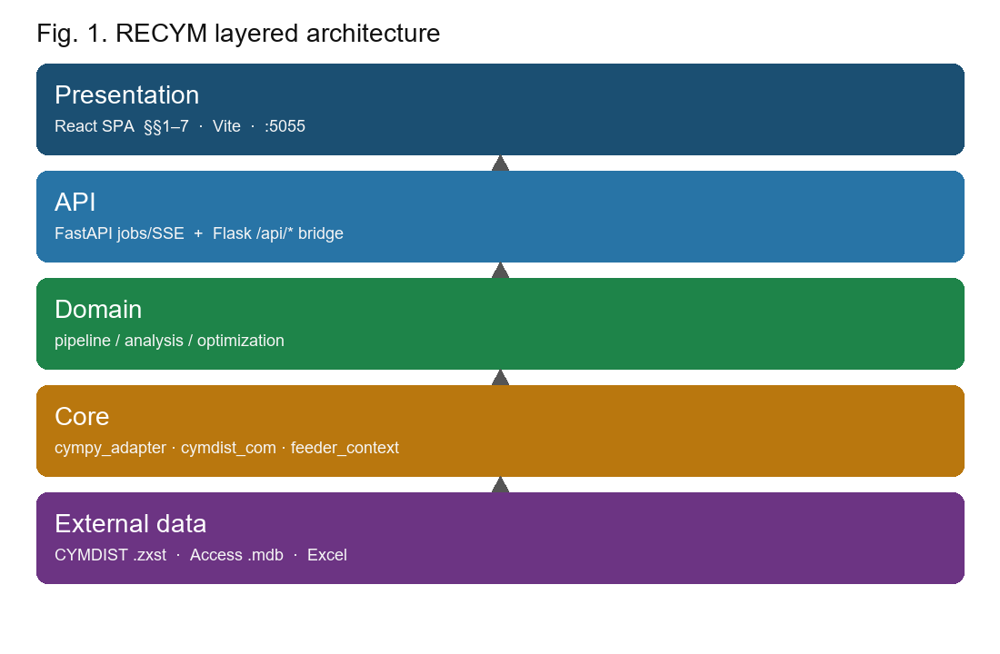 Fig. 1. RECYM layered architecture
Presentation
React SPA  §§1–7  ·  Vite  ·  :5055
API
FastAPI jobs/SSE  +  Flask /api/* bridge
Domain
pipeline / analysis / optimization
Core
cympy_adapter · cymdist_com · feeder_context
External data
CYMDIST .zxst  ·  Access .mdb  ·  Excel